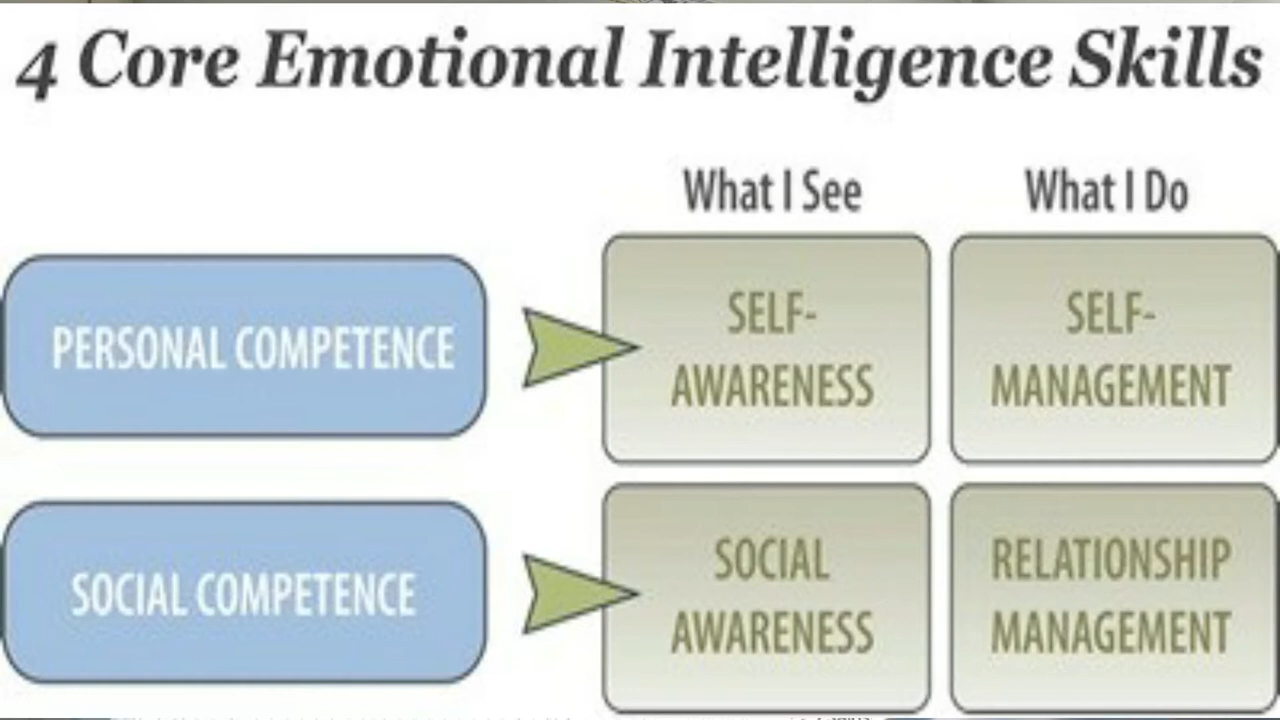 4 Core Emotional Intelligence Skills
What I See
What I Do
PERSONAL COMPETENCE
SELF-
AWARENESS
SELF-
MANAGEMENT
SOCIAL COMPETENCE
SOCIAL
AWARENESS
RELATIONSHIP
MANAGEMENT